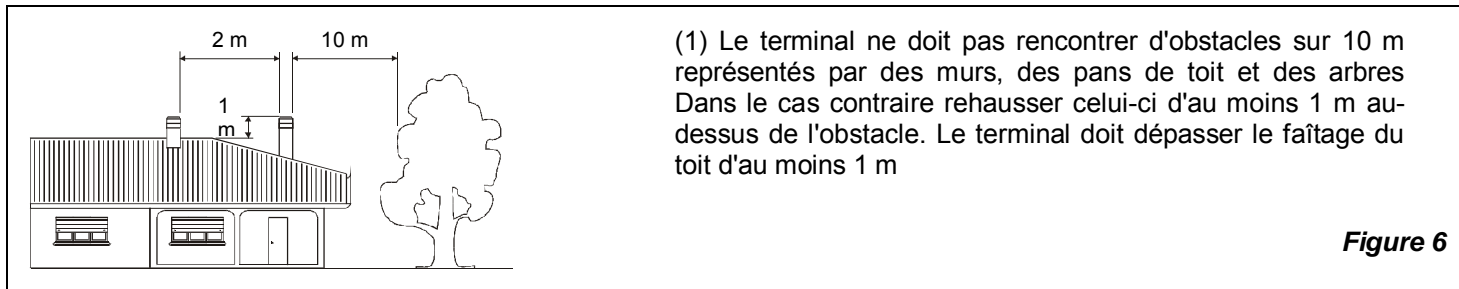 2 m
10 m
1
m
(1) Le terminal ne doit pas rencontrer d'obstacles sur 10 m
représentés par des murs, des pans de toit et des arbres
Dans le cas contraire rehausser celui-ci d'au moins 1 m au-
dessus de l'obstacle. Le terminal doit dépasser le faîtage du
toit d'au moins 1 m
Figure 6